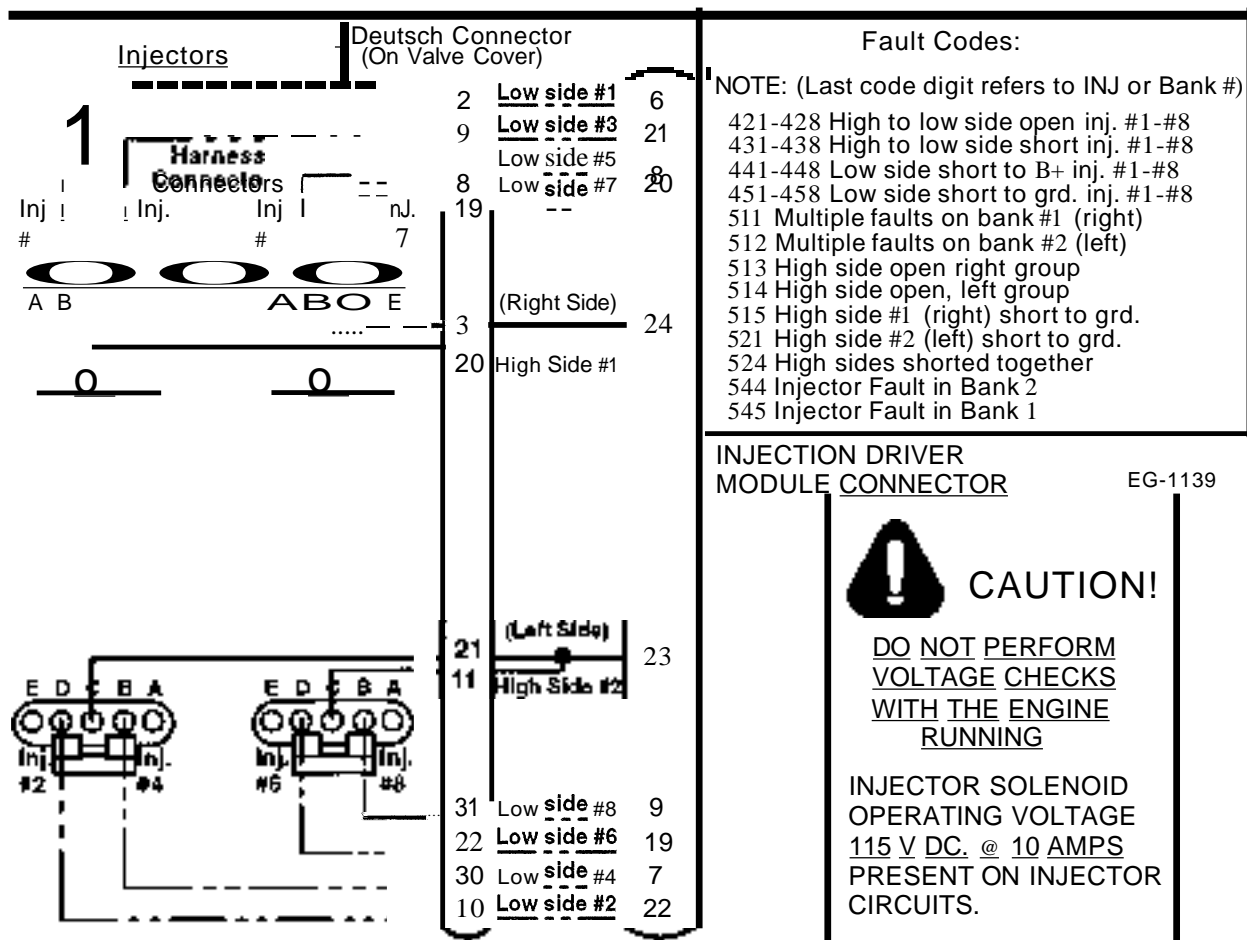 Injectors
Deutsch Connector
(On Valve Cover)
2 Low side #1 6
9 Low side #3 21
Low side #5 8
8 Low side #7 20
19
1
Harness
Connectors
Inj Inj. Inj nJ.
# # 7
A B A B O E
(Right Side)
3 24
20 High Side #1
O O
(Left Side)
21 23
11 High Side #2
E D C B A E D C B A
Inj. Inj. Inj. Inj.
#2 #4 #6 #8
31 Low side #8 9
22 Low side #6 19
30 Low side #4 7
10 Low side #2 22
Fault Codes:
NOTE: (Last code digit refers to INJ or Bank #)
421-428 High to low side open inj. #1-#8
431-438 High to low side short inj. #1-#8
441-448 Low side short to B+ inj. #1-#8
451-458 Low side short to grd. inj. #1-#8
511 Multiple faults on bank #1 (right)
512 Multiple faults on bank #2 (left)
513 High side open right group
514 High side open, left group
515 High side #1 (right) short to grd.
521 High side #2 (left) short to grd.
524 High sides shorted together
544 Injector Fault in Bank 2
545 Injector Fault in Bank 1
INJECTION DRIVER
MODULE CONNECTOR
EG-1139
CAUTION!
DO NOT PERFORM
VOLTAGE CHECKS
WITH THE ENGINE
RUNNING
INJECTOR SOLENOID
OPERATING VOLTAGE
115 V DC. @ 10 AMPS
PRESENT ON INJECTOR
CIRCUITS.